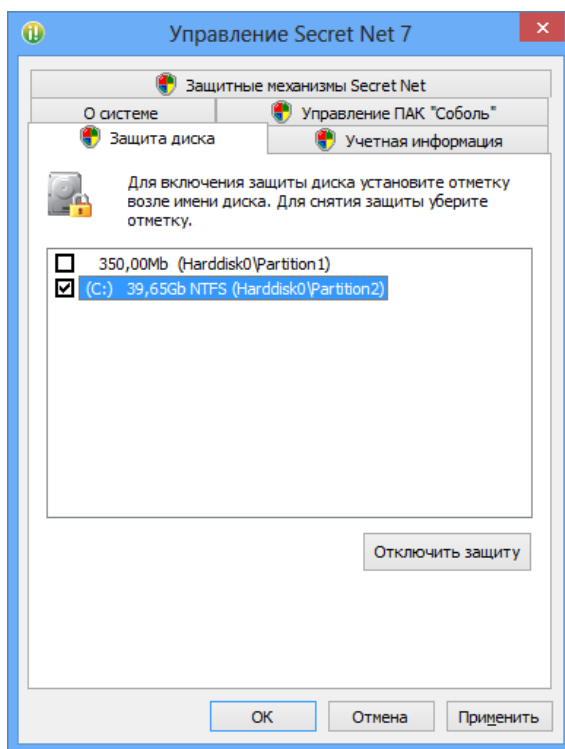 Управление Secret Net 7
Защитные механизмы Secret Net
О системе
Управление ПАК "Соболь"
Защита диска
Учетная информация
Для включения защиты диска установите отметку
возле имени диска. Для снятия защиты уберите
отметку.
350,00Mb (Harddisk0\Partition1)
(C:) 39,65Gb NTFS (Harddisk0\Partition2)
Отключить защиту
ОК
Отмена
Применить